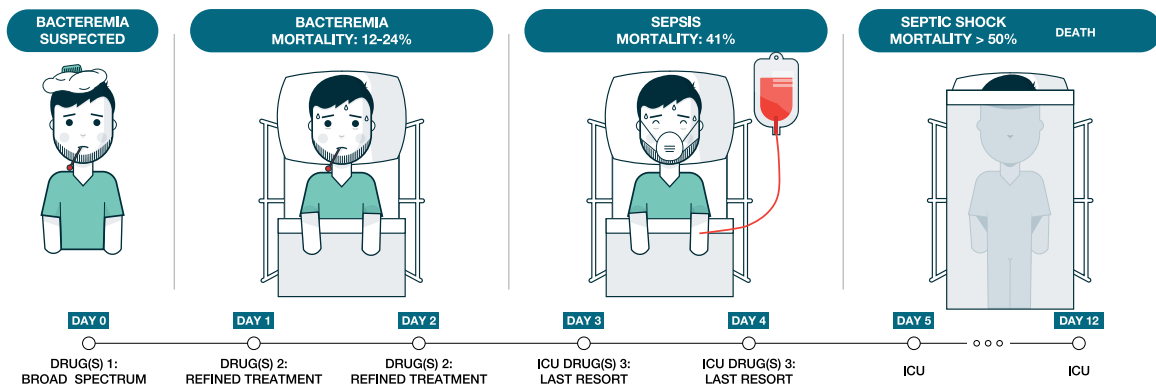 BACTEREMIA
SUSPECTED
BACTEREMIA
MORTALITY: 12-24%
SEPSIS
MORTALITY: 41%
SEPTIC SHOCK
MORTALITY > 50%
DEATH
DAY 0
DAY 1
DAY 2
DAY 3
DAY 4
DAY 5
DAY 12
DRUG(S) 1:
BROAD SPECTRUM
DRUG(S) 2:
REFINED TREATMENT
DRUG(S) 2:
REFINED TREATMENT
ICU DRUG(S) 3:
LAST RESORT
ICU DRUG(S) 3:
LAST RESORT
ICU
ICU